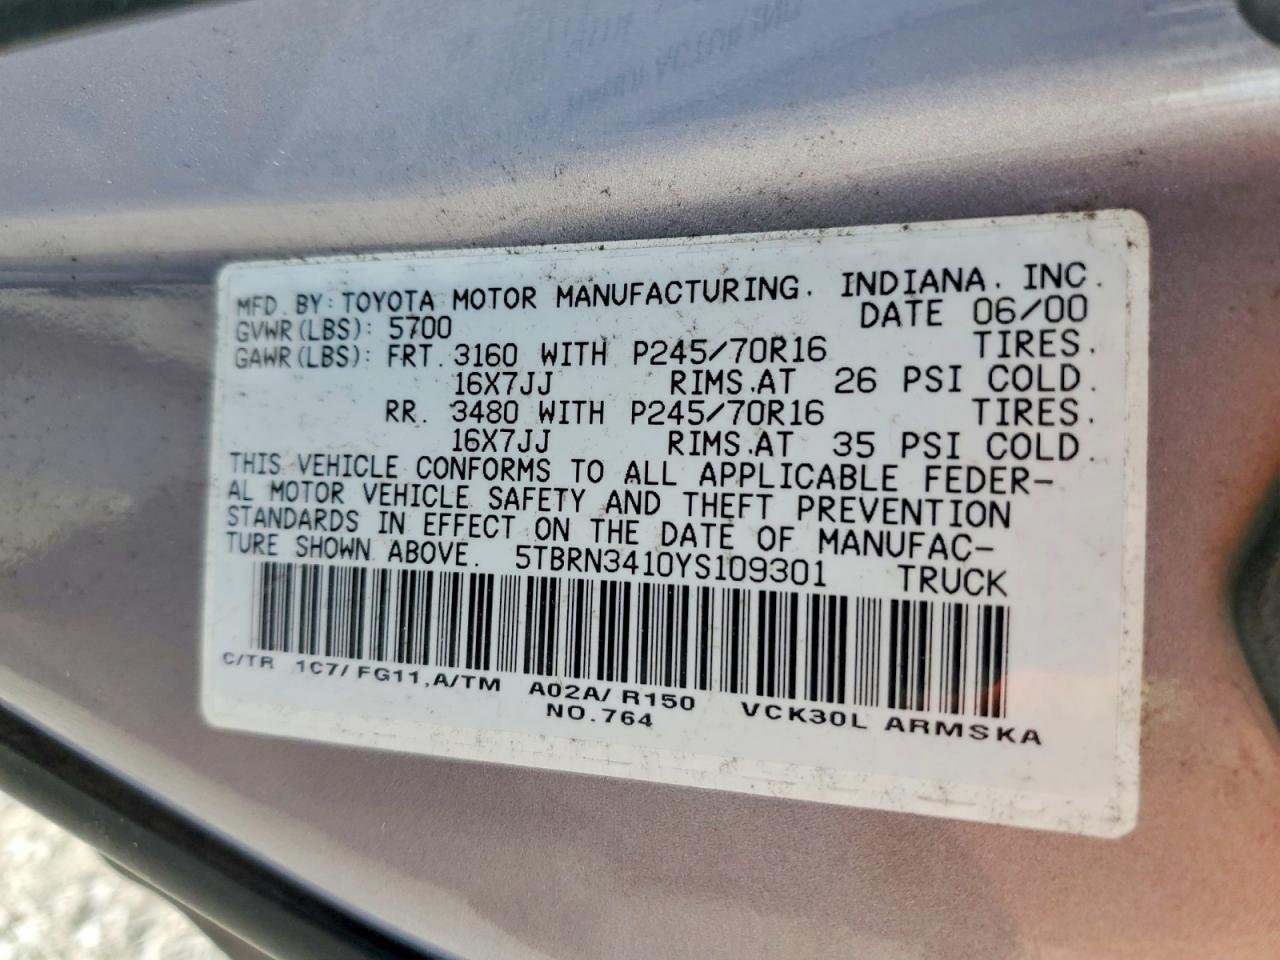 MFD. BY: TOYOTA MOTOR MANUFACTURING. INDIANA. INC.
GVWR(LBS): 5700 DATE 06/00
GAWR(LBS): FRT. 3160 WITH P245/70R16 TIRES.
16X7JJ RIMS.AT 26 PSI COLD.
RR. 3480 WITH P245/70R16 TIRES.
16X7JJ RIMS.AT 35 PSI COLD.
THIS VEHICLE CONFORMS TO ALL APPLICABLE FEDER-
AL MOTOR VEHICLE SAFETY AND THEFT PREVENTION
STANDARDS IN EFFECT ON THE DATE OF MANUFAC-
TURE SHOWN ABOVE. 5TBRN3410YS109301 TRUCK
C/TR 1C7/FG11,A/TM A02A/R150 VCK30L ARMSKA
NO.764